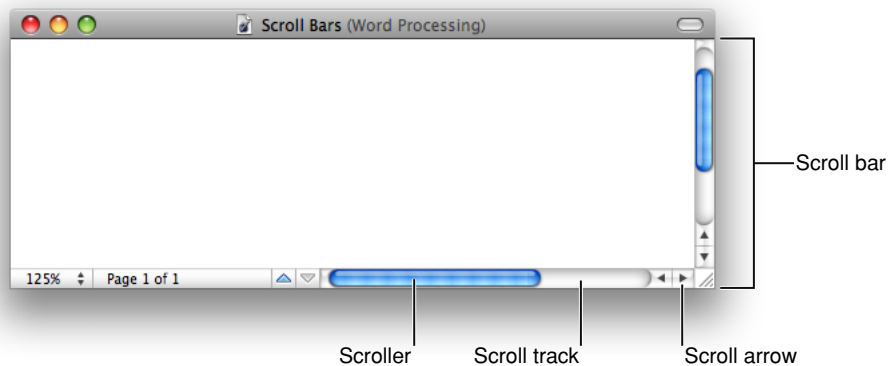 Scroll Bars (Word Processing)
Scroll bar
125% Page 1 of 1
Scroller Scroll track Scroll arrow